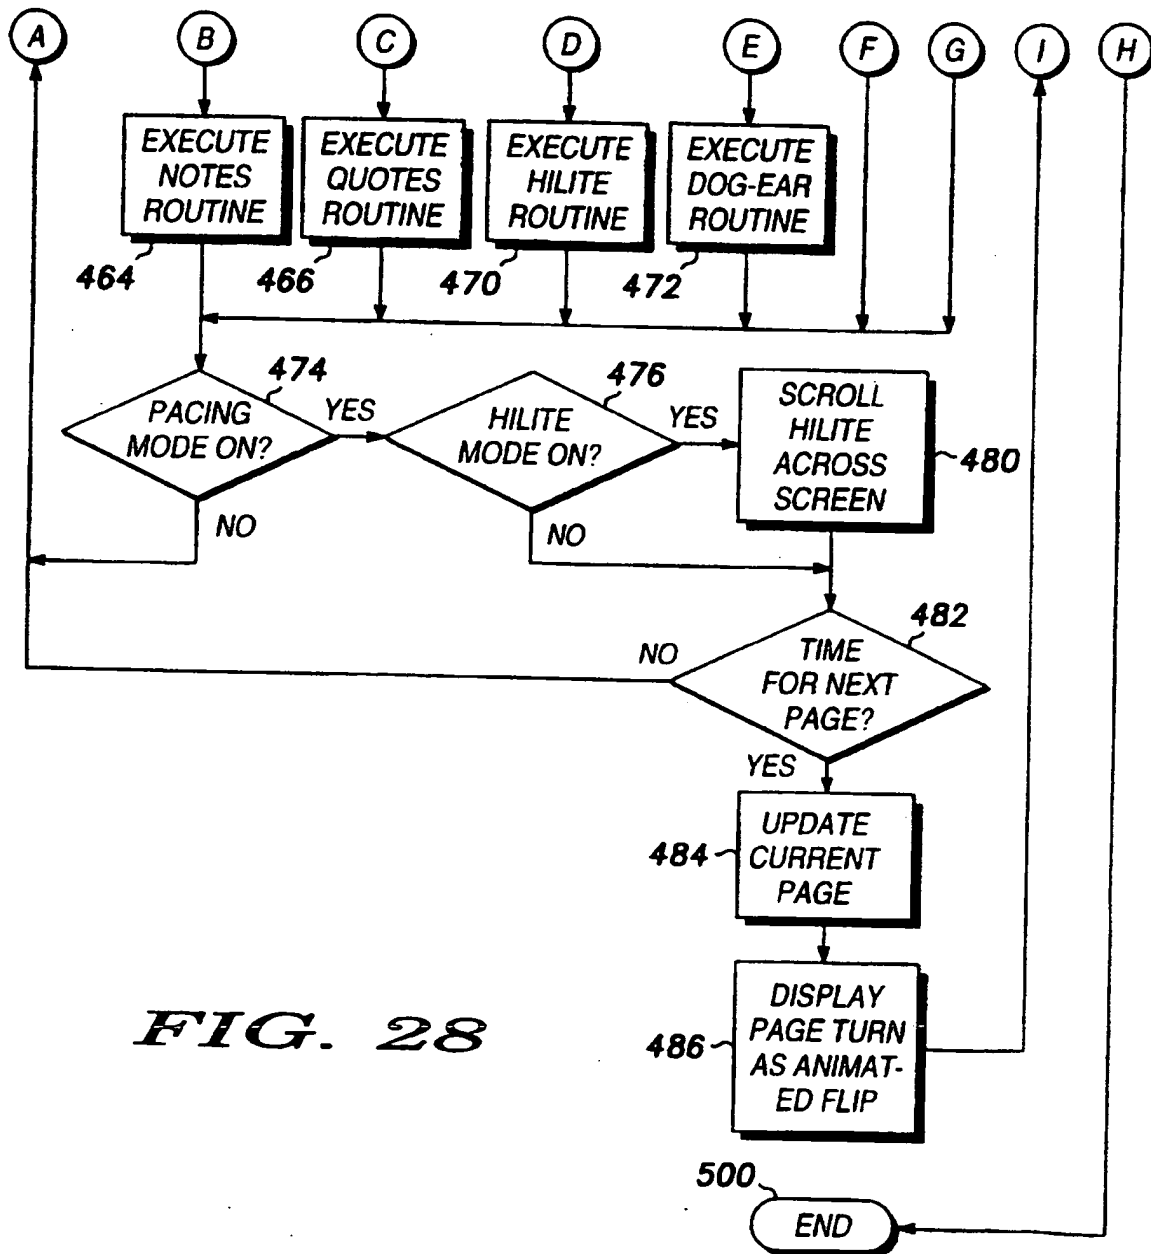 A B C D E F G I H
EXECUTE
NOTES
ROUTINE
464
EXECUTE
QUOTES
ROUTINE
466
EXECUTE
HILITE
ROUTINE
470
EXECUTE
DOG-EAR
ROUTINE
472
474
PACING
MODE ON?
YES
NO
476
HILITE
MODE ON?
YES
NO
SCROLL
HILITE
ACROSS
SCREEN
480
482
TIME
FOR NEXT
PAGE?
NO
YES
UPDATE
CURRENT
PAGE
484
DISPLAY
PAGE TURN
AS ANIMAT-
ED FLIP
486
FIG. 28
500
END